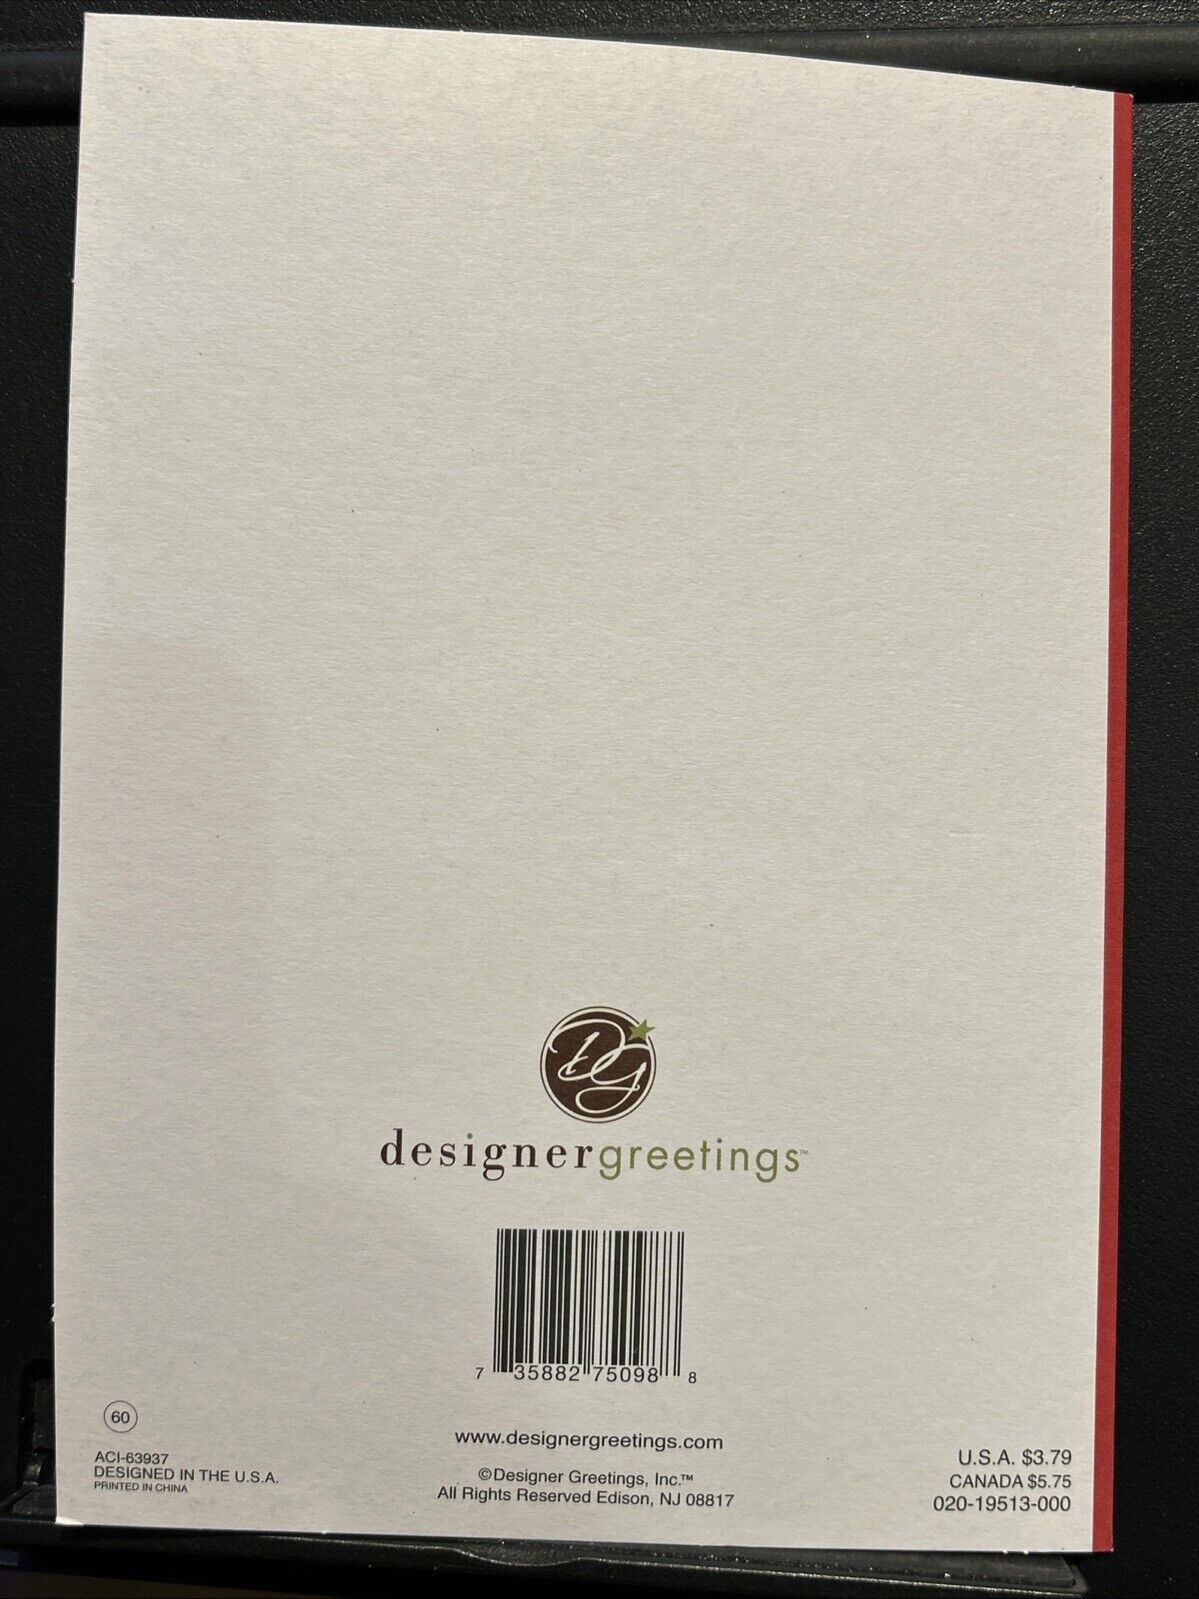 DG
designergreetings™
7 35882 75098 8
60
ACI-63937
DESIGNED IN THE U.S.A.
PRINTED IN CHINA
www.designergreetings.com
©Designer Greetings, Inc.™
All Rights Reserved Edison, NJ 08817
U.S.A. $3.79
CANADA $5.75
020-19513-000